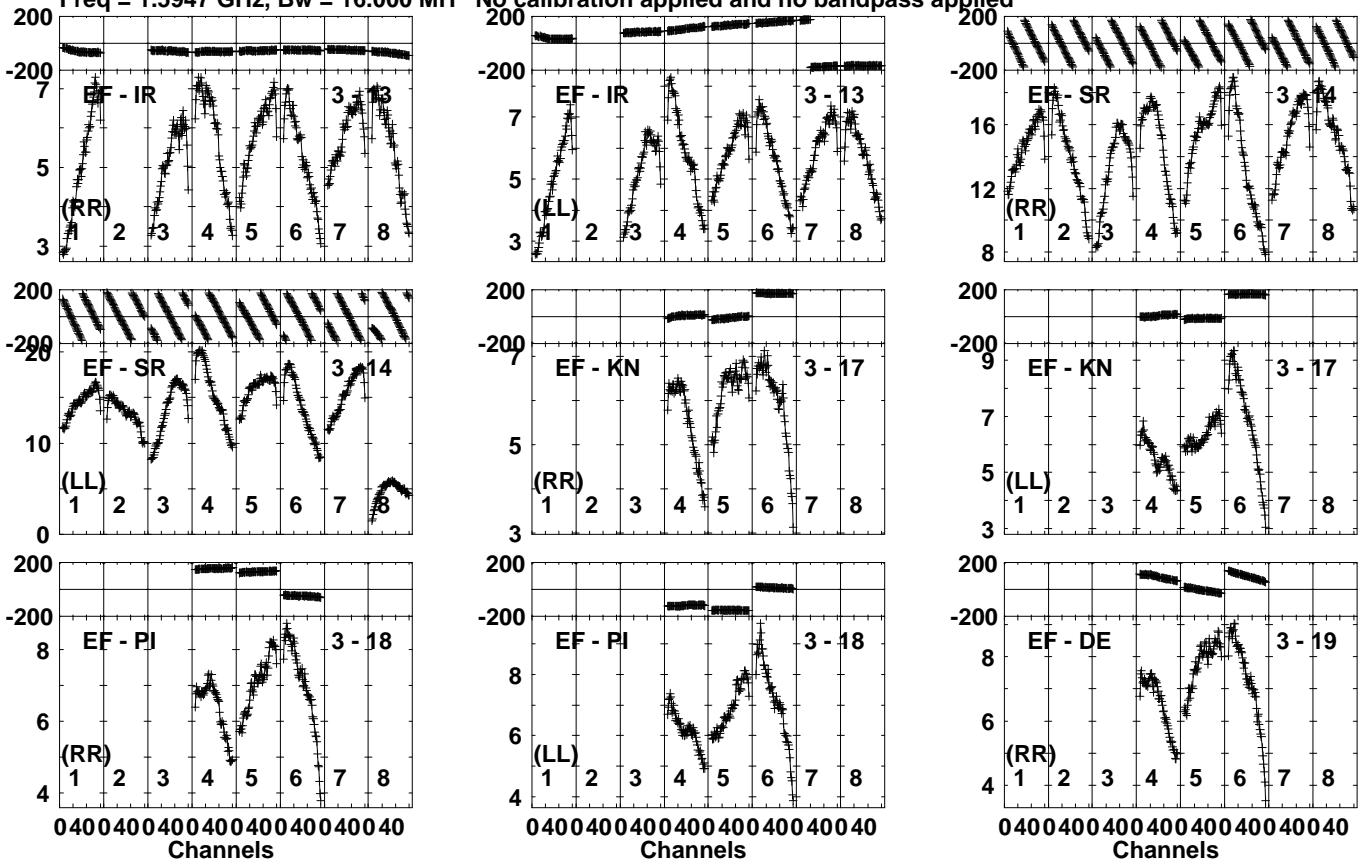 Freq = 1.5947 GHz, Bw = 16.000 MH No calibration applied and no bandpass applied
200 200 200
-200 -200 -200
7 7 16
5 5 12
3 3 8
EF - IR 3 - 13 EF - IR 3 - 13 EF - SR 3 - 14
(RR) (LL) (RR)
1 2 3 4 5 6 7 8 1 2 3 4 5 6 7 8 1 2 3 4 5 6 7 8
200 200 200
-200 -200 -200
20 7 9
10 5 7
0 3 5
3
EF - SR 3 - 14 EF - KN 3 - 17 EF - KN 3 - 17
(LL) (RR) (LL)
1 2 3 4 5 6 7 8 1 2 3 4 5 6 7 8 1 2 3 4 5 6 7 8
200 200 200
-200 -200 -200
8 8 8
6 6 6
4 4 4
EF - PI 3 - 18 EF - PI 3 - 18 EF - DE 3 - 19
(RR) (LL) (RR)
1 2 3 4 5 6 7 8 1 2 3 4 5 6 7 8 1 2 3 4 5 6 7 8
0 40 0 40 0 40 0 40 0 40 0 40 0 40 0 40 0 40 0 40 0 40 0 40 0 40 0 40 0 40 0 40 0 40 0 40 0 40 0 40 0 40 0 40 0 40 0 40
Channels Channels Channels